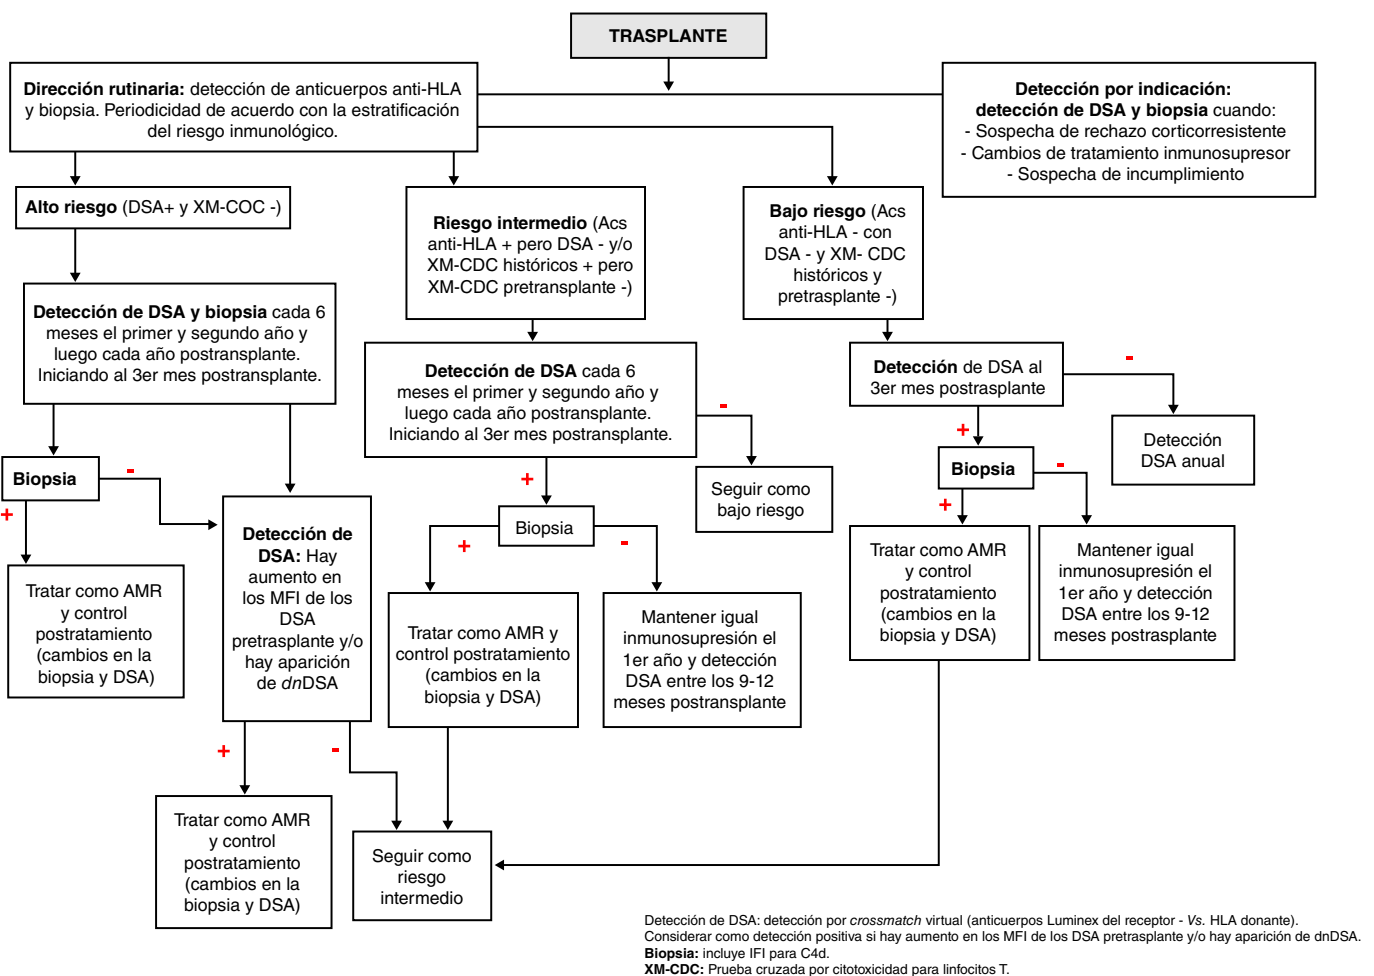 TRASPLANTE
Dirección rutinaria: detección de anticuerpos anti-HLA
y biopsia. Periodicidad de acuerdo con la estratificación
del riesgo inmunológico.
Detección por indicación:
detección de DSA y biopsia cuando:
- Sospecha de rechazo corticorresistente
- Cambios de tratamiento inmunosupresor
- Sospecha de incumplimiento
Alto riesgo (DSA+ y XM-COC -)
Riesgo intermedio (Acs
anti-HLA + pero DSA - y/o
XM-CDC históricos + pero
XM-CDC pretransplante -)
Bajo riesgo (Acs
anti-HLA - con
DSA - y XM- CDC
históricos y
pretrasplante -)
Detección de DSA y biopsia cada 6
meses el primer y segundo año y
luego cada año postransplante.
Iniciando al 3er mes postransplante.
Detección de DSA cada 6
meses el primer y segundo año y
luego cada año postransplante.
Iniciando al 3er mes postransplante.
Detección de DSA al
3er mes postrasplante
-
-
+
Detección
DSA anual
Biopsia
-
+
+
Seguir como
bajo riesgo
Biopsia
-
+
Detección de
DSA: Hay
aumento en
los MFI de los
DSA
pretrasplante y/o
hay aparición
de dnDSA
Biopsia
+
-
Tratar como AMR
y control
postratamiento
(cambios en la
biopsia y DSA)
Mantener igual
inmunosupresión el
1er año y detección
DSA entre los 9-12
meses postrasplante
Tratar como AMR
y control
postratamiento
(cambios en la
biopsia y DSA)
Tratar como AMR y
control postratamiento
(cambios en la
biopsia y DSA)
Mantener igual
inmunosupresión el
1er año y detección
DSA entre los 9-12
meses postransplante
+
-
Tratar como AMR
y control
postratamiento
(cambios en la
biopsia y DSA)
Seguir como
riesgo
intermedio
Detección de DSA: detección por crossmatch virtual (anticuerpos Luminex del receptor - Vs. HLA donante).
Considerar como detección positiva si hay aumento en los MFI de los DSA pretrasplante y/o hay aparición de dnDSA.
Biopsia: incluye IFI para C4d.
XM-CDC: Prueba cruzada por citotoxicidad para linfocitos T.